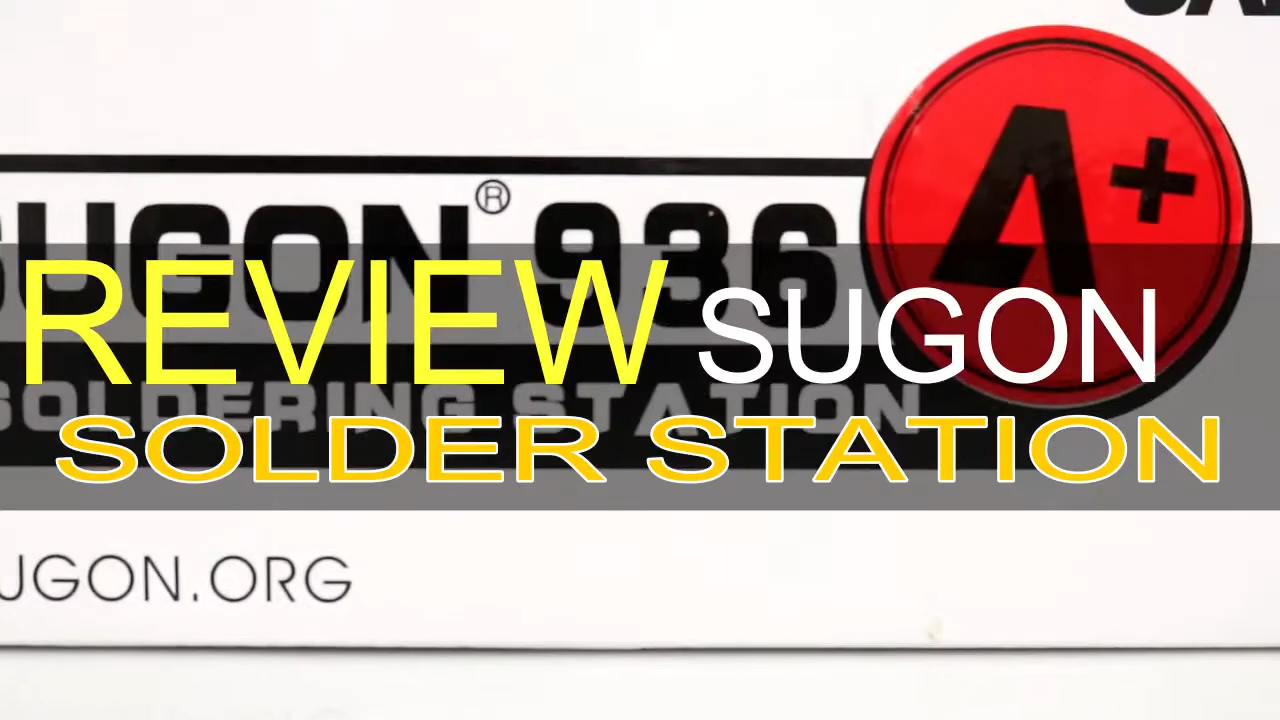 A+
SUGON® 936
REVIEW SUGON
SOLDERING STATION
SOLDER STATION
UGON.ORG